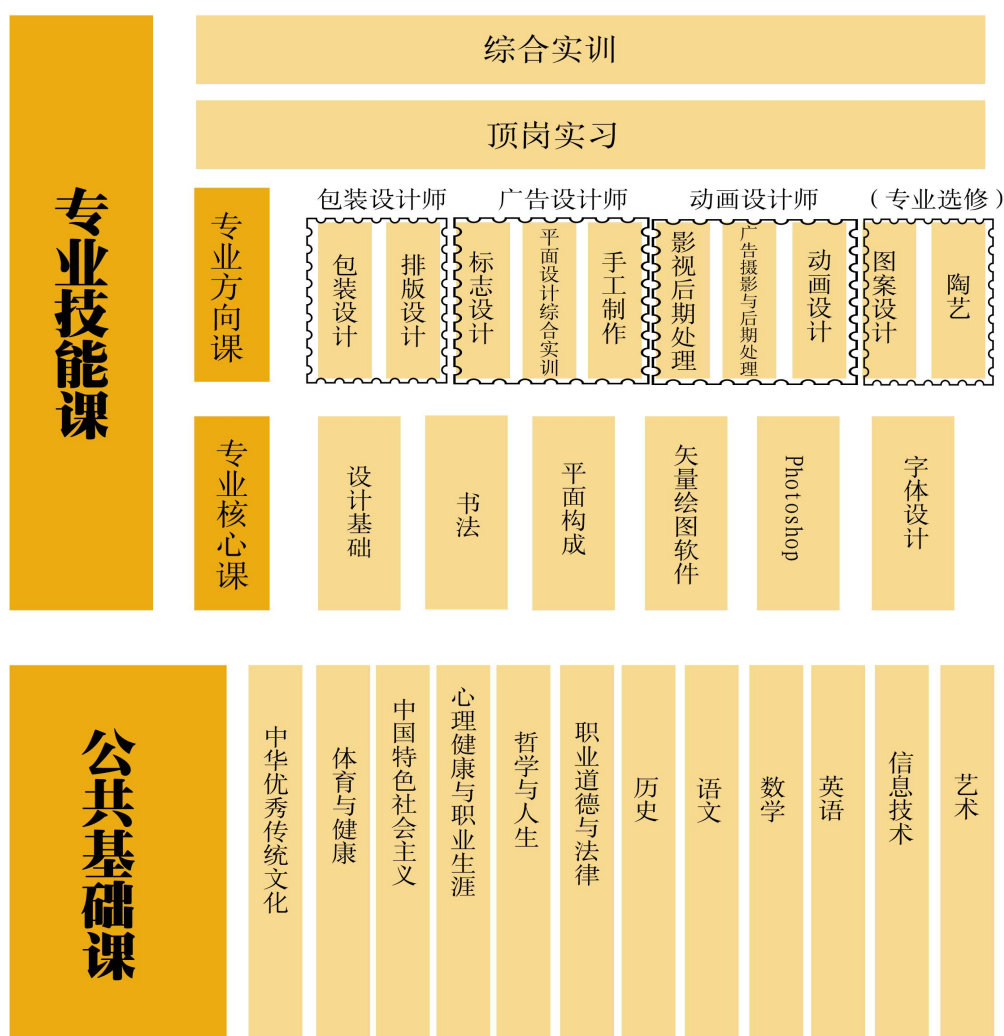 专业技能课
综合实训
顶岗实习
专业方向课
包装设计师
包装设计
排版设计
广告设计师
标志设计
平面设计综合实训
手工制作
动画设计师
影视后期处理
广告摄影与后期处理
动画设计
（专业选修）
图案设计
陶艺
专业核心课
设计基础
书法
平面构成
矢量绘图软件
Photoshop
字体设计
公共基础课
中华优秀传统文化
体育与健康
中国特色社会主义
心理健康与职业生涯
哲学与人生
职业道德与法律
历史
语文
数学
英语
信息技术
艺术